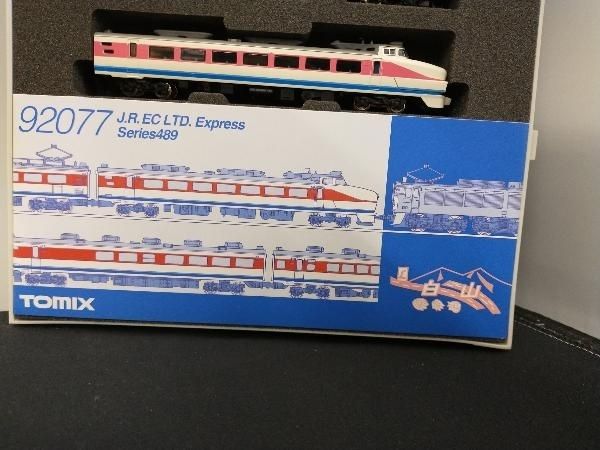 92077
J.R. EC LTD. Express
Series489
白山
TOMIX